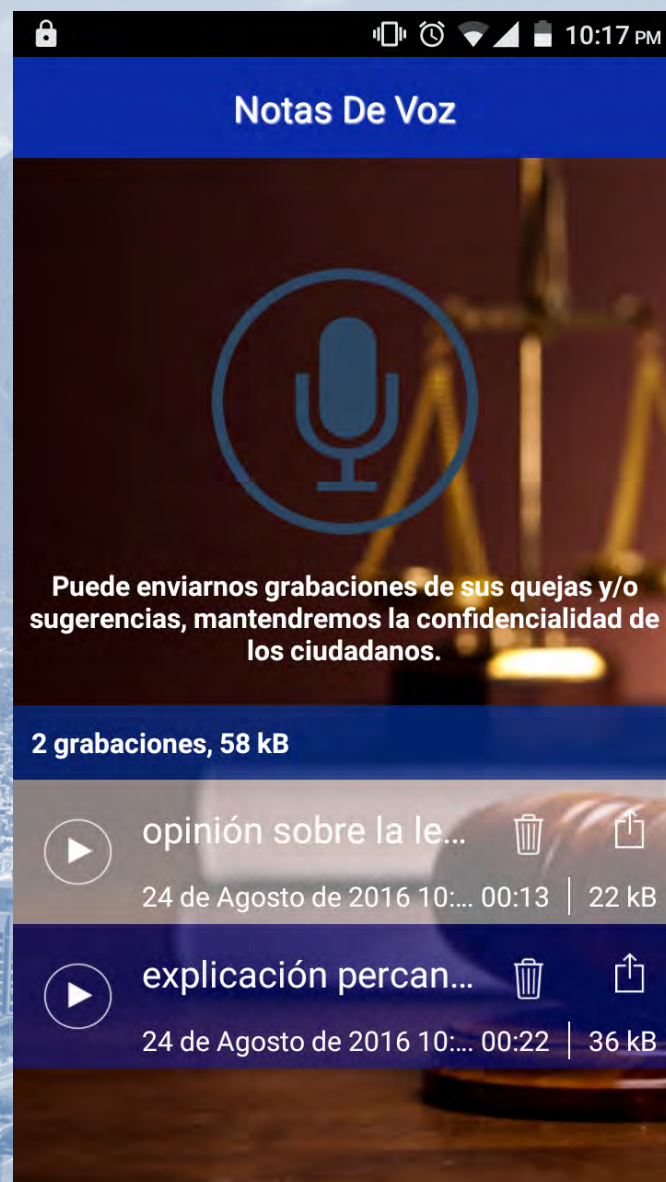 10:17 PM
Notas De Voz
Puede enviarnos grabaciones de sus quejas y/o
sugerencias, mantendremos la confidencialidad de
los ciudadanos.
2 grabaciones, 58 kB
opinión sobre la le...
24 de Agosto de 2016 10:... 00:13 | 22 kB
explicación percan...
24 de Agosto de 2016 10:... 00:22 | 36 kB